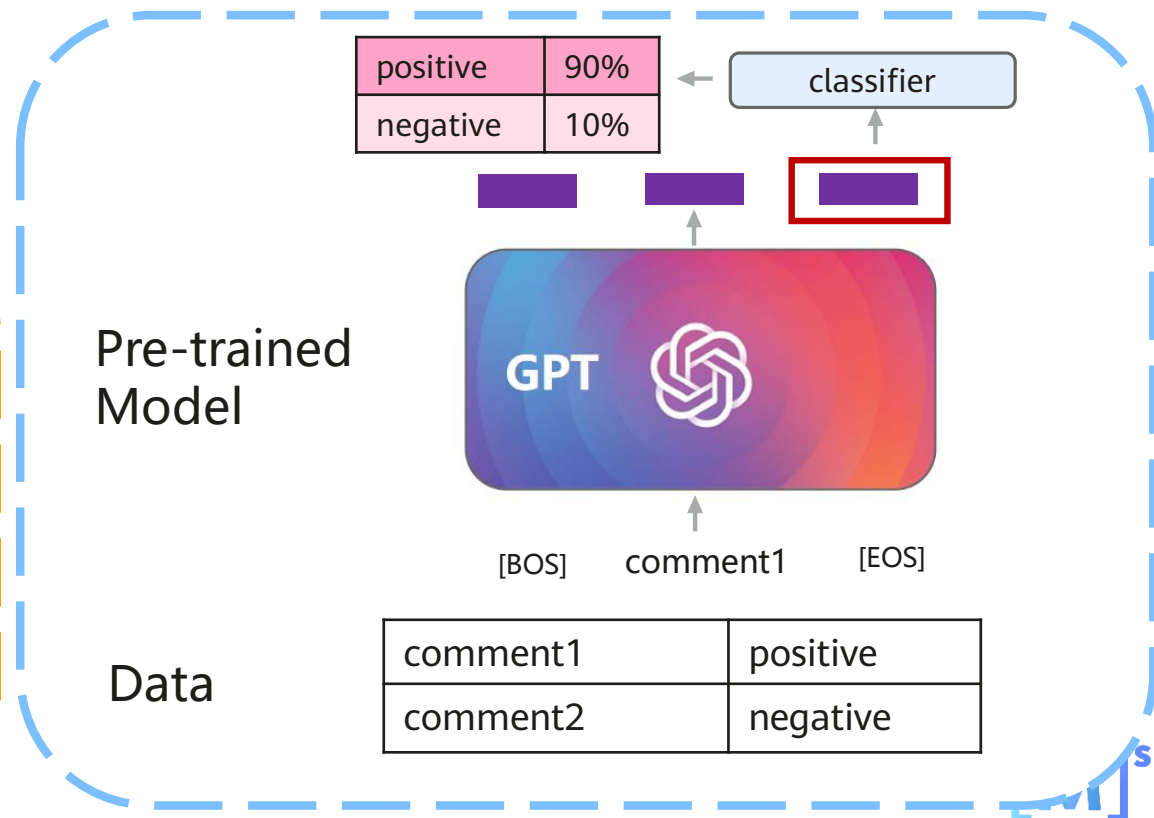 positive 90%
classifier
negative 10%
GPT
Pre-trained
Model
[BOS] comment1 [EOS]
comment1 positive
Data
comment2 negative